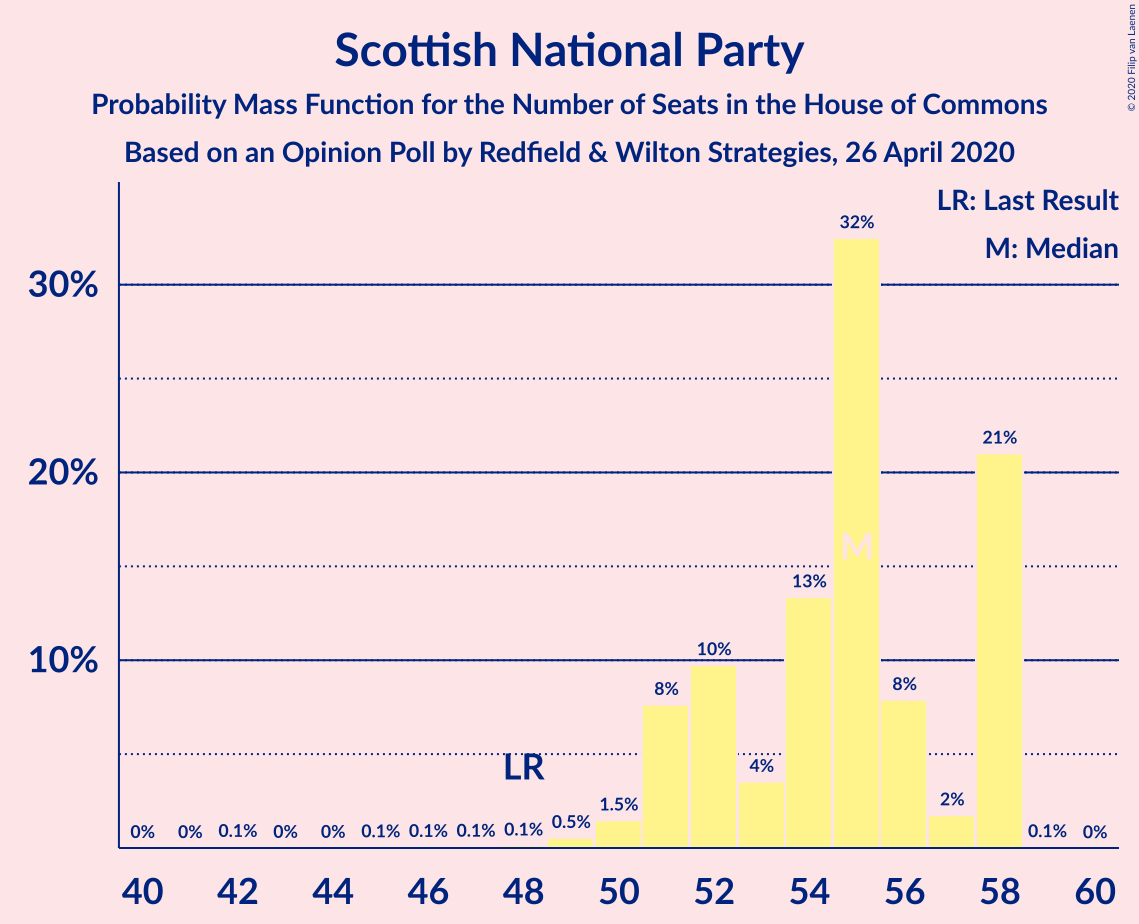 © 2020 Filip van Laenen
Scottish National Party
Probability Mass Function for the Number of Seats in the House of Commons
Based on an Opinion Poll by Redfield & Wilton Strategies, 26 April 2020
LR: Last Result
M: Median
30%
20%
10%
0% 0% 0.1% 0% 0% 0.1% 0.1% 0.1% 0.1% 0.5% 1.5% 8% 10% 4% 13% 32% 8% 2% 21% 0.1% 0%
LR
M
40 42 44 46 48 50 52 54 56 58 60